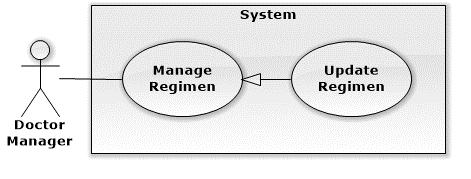 System
Manage
Regimen
Update
Regimen
Doctor
Manager